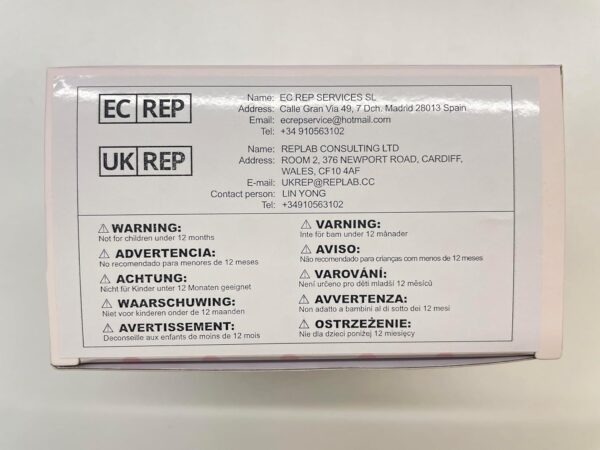 EC REP
Name: EC REP SERVICES SL
Address: Calle Gran Via 49, 7 Dch. Madrid 28013 Spain
Email: ecrepservice@hotmail.com
Tel: +34 910563102
UK REP
Name: REPLAB CONSULTING LTD
Address: ROOM 2, 376 NEWPORT ROAD, CARDIFF,
WALES, CF10 4AF
E-mail: UKREP@REPLAB.CC
Contact person: LIN YONG
Tel: +34910563102
⚠ WARNING:
Not for children under 12 months
⚠ ADVERTENCIA:
No recomendado para menores de 12 meses
⚠ ACHTUNG:
Nicht für Kinder unter 12 Monaten geeignet
⚠ WAARSCHUWING:
Niet voor kinderen onder de 12 maanden
⚠ AVERTISSEMENT:
Deconseille aux enfants de moins de 12 mois
⚠ VARNING:
Inte för barn under 12 månader
⚠ AVISO:
Não recomendado para crianças com menos de 12 meses
⚠ VAROVÁNÍ:
Není určeno pro děti mladší 12 měsíců
⚠ AVVERTENZA:
Non adatto a bambini al di sotto dei 12 mesi
⚠ OSTRZEŻENIE:
Nie dla dzieci poniżej 12 miesięcy